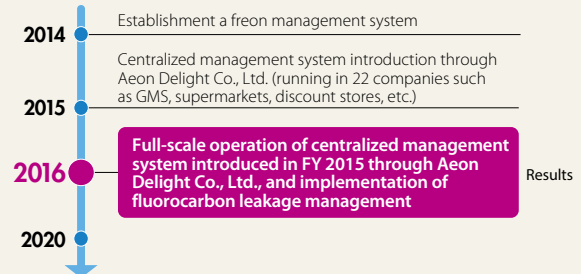 2014
Establishment a freon management system
Centralized management system introduction through
Aeon Delight Co., Ltd. (running in 22 companies such
as GMS, supermarkets, discount stores, etc.)
2015
Full-scale operation of centralized management
system introduced in FY 2015 through Aeon
Delight Co., Ltd., and implementation of
fluorocarbon leakage management
2016
Results
2020